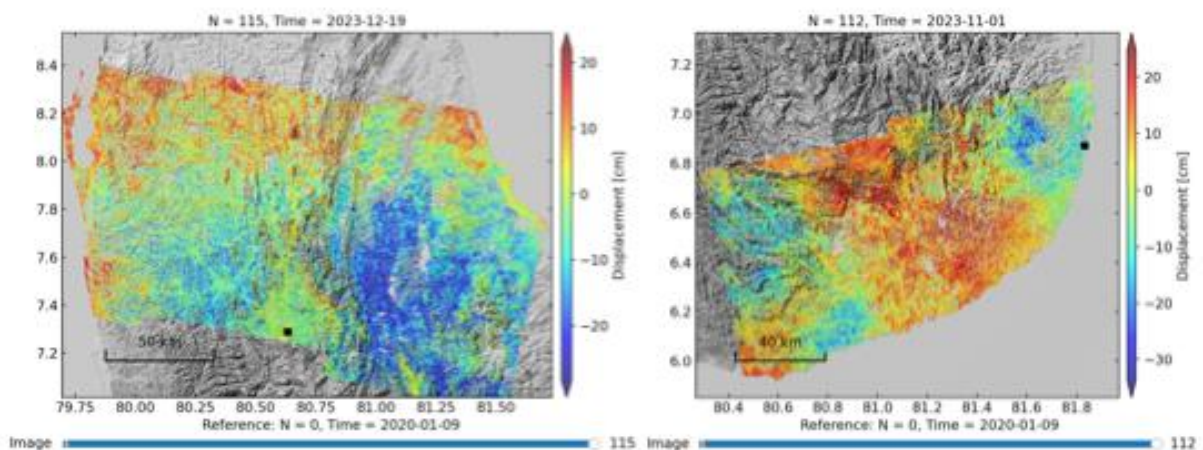 N = 115, Time = 2023-12-19
8.4
8.2
8.0
7.8
7.6
7.4
7.2
50 km
79.75 80.00 80.25 80.50 80.75 81.00 81.25 81.50
Reference: N = 0, Time = 2020-01-09
20
10
0
−10
−20
Displacement [cm]
Image 115
N = 112, Time = 2023-11-01
7.2
7.0
6.8
6.6
6.4
6.2
6.0
40 km
80.4 80.6 80.8 81.0 81.2 81.4 81.6 81.8
Reference: N = 0, Time = 2020-01-09
20
10
0
−10
−20
−30
Displacement [cm]
Image 112